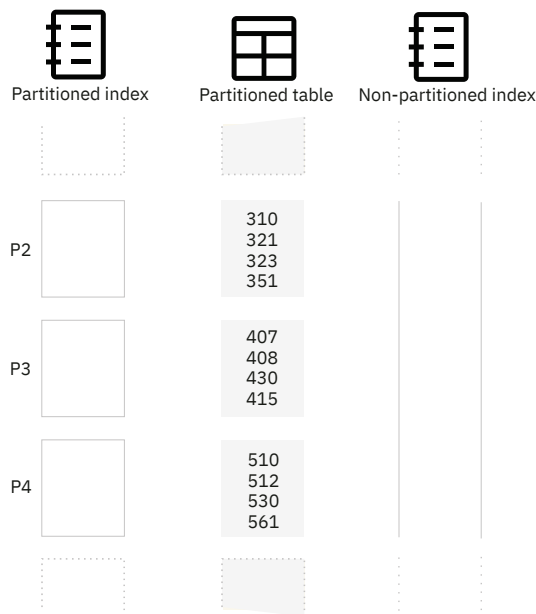 Partitioned index
Partitioned table
Non-partitioned index
P2
310
321
323
351
P3
407
408
430
415
P4
510
512
530
561